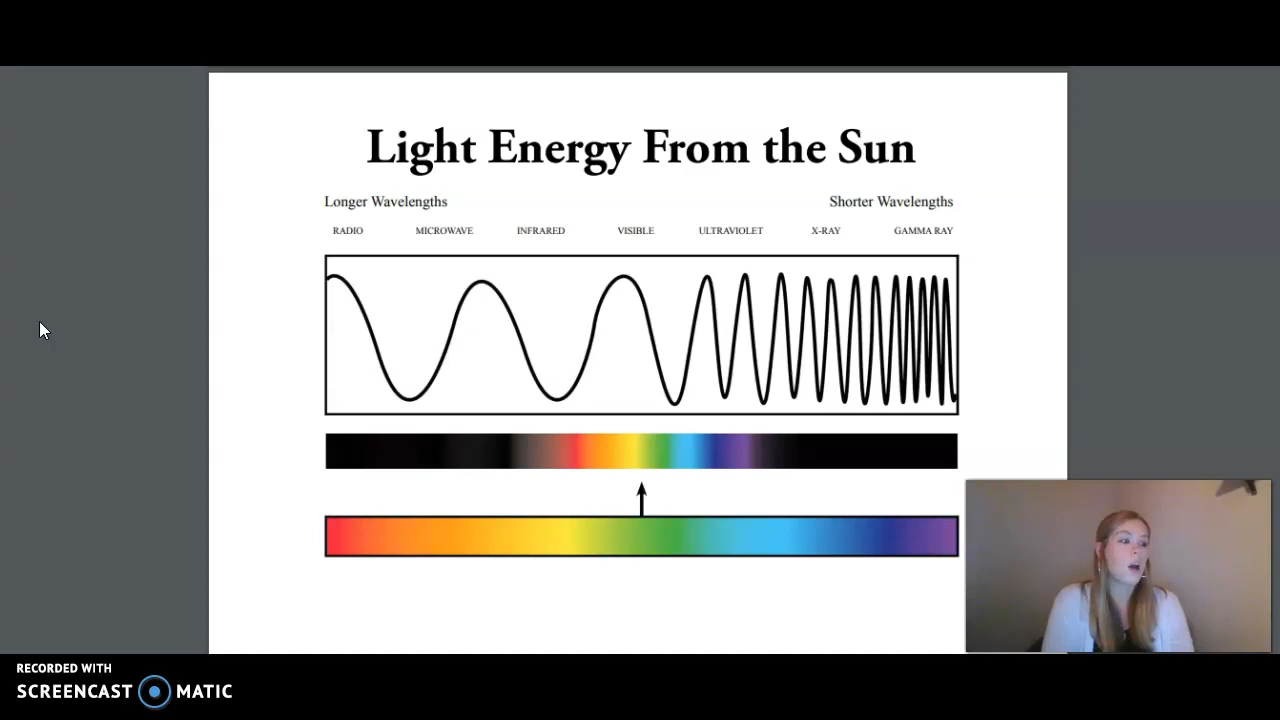 Light Energy From the Sun
Longer Wavelengths Shorter Wavelengths
RADIO MICROWAVE INFRARED VISIBLE ULTRAVIOLET X-RAY GAMMA RAY
RECORDED WITH
SCREENCAST MATIC